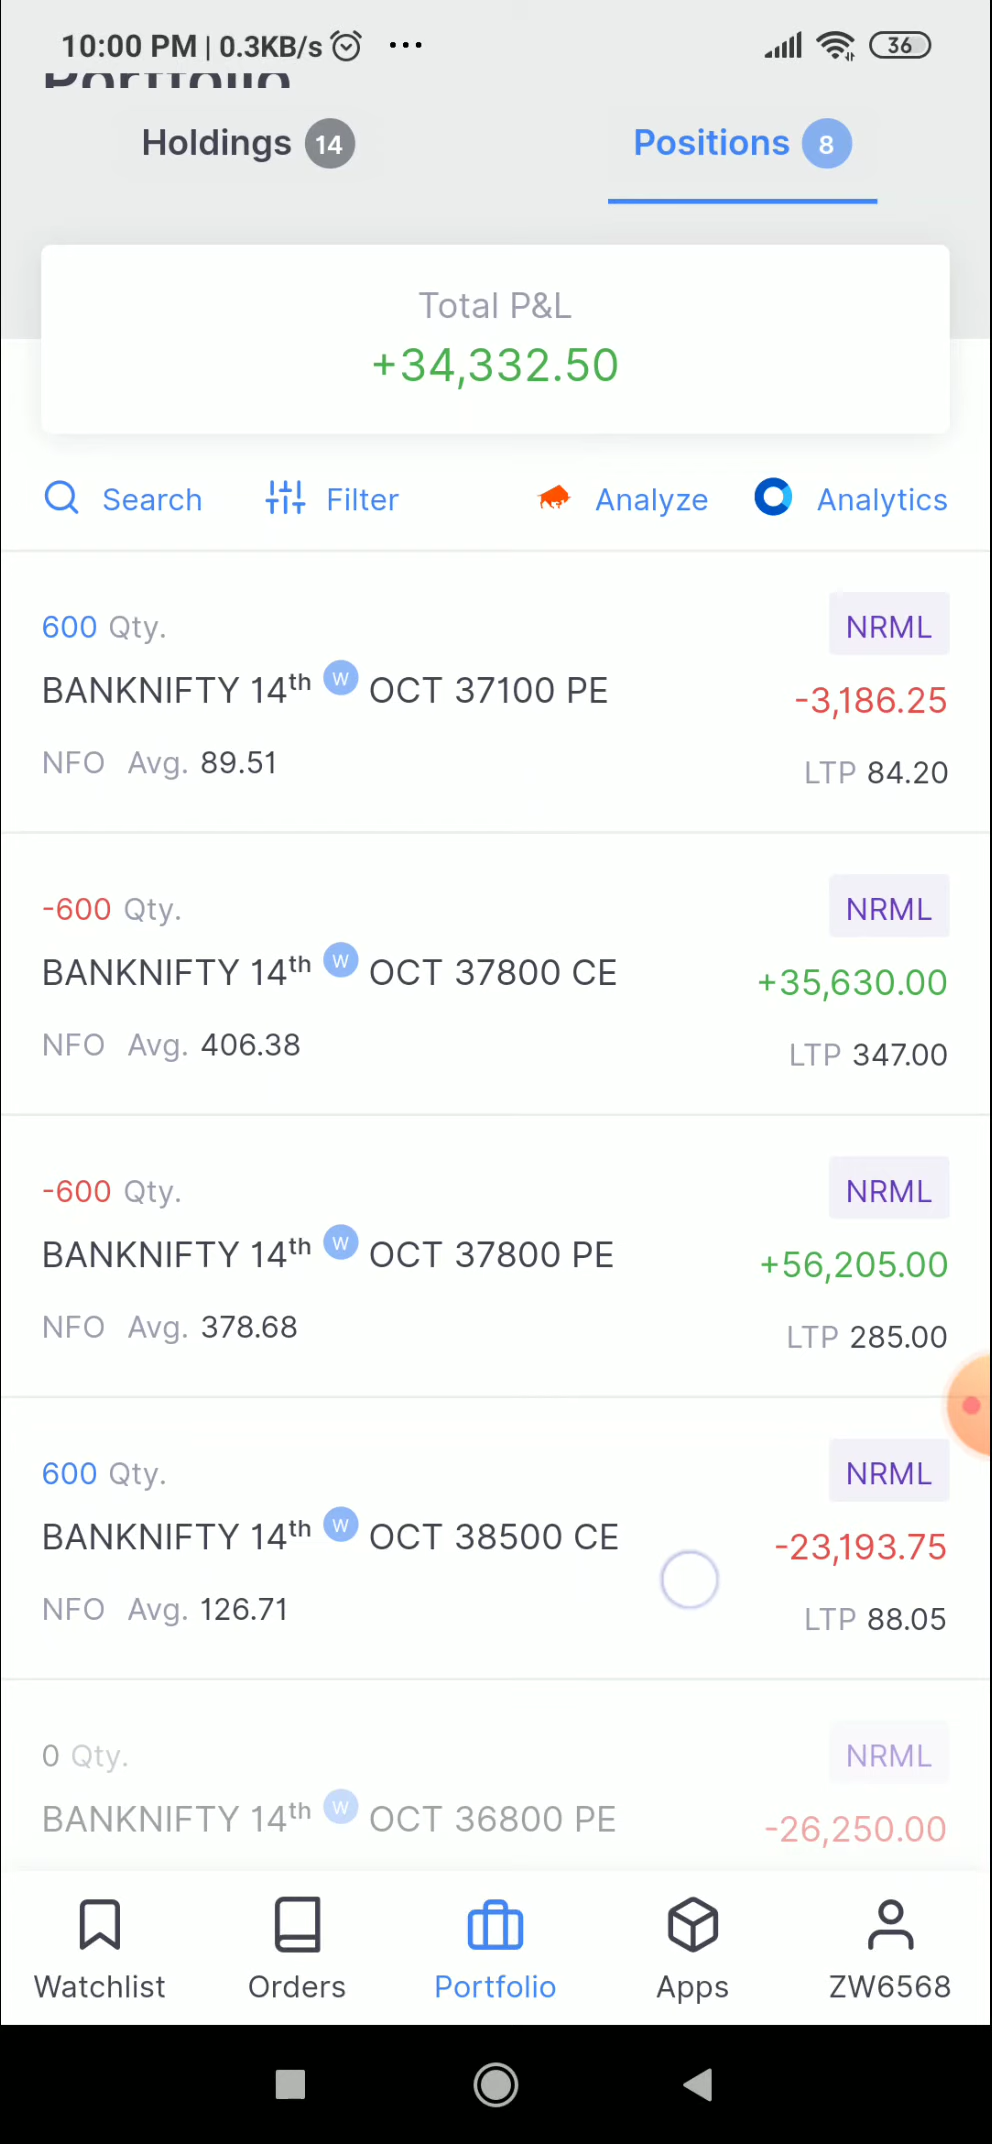 10:00 PM | 0.3KB/s ... 36
Portfolio
Holdings 14 Positions 8
Total P&L
+34,332.50
Search Filter Analyze Analytics
600 Qty. NRML
BANKNIFTY 14th W OCT 37100 PE -3,186.25
NFO Avg. 89.51 LTP 84.20
-600 Qty. NRML
BANKNIFTY 14th W OCT 37800 CE +35,630.00
NFO Avg. 406.38 LTP 347.00
-600 Qty. NRML
BANKNIFTY 14th W OCT 37800 PE +56,205.00
NFO Avg. 378.68 LTP 285.00
600 Qty. NRML
BANKNIFTY 14th W OCT 38500 CE -23,193.75
NFO Avg. 126.71 LTP 88.05
0 Qty. NRML
BANKNIFTY 14th W OCT 36800 PE -26,250.00
Watchlist Orders Portfolio Apps ZW6568